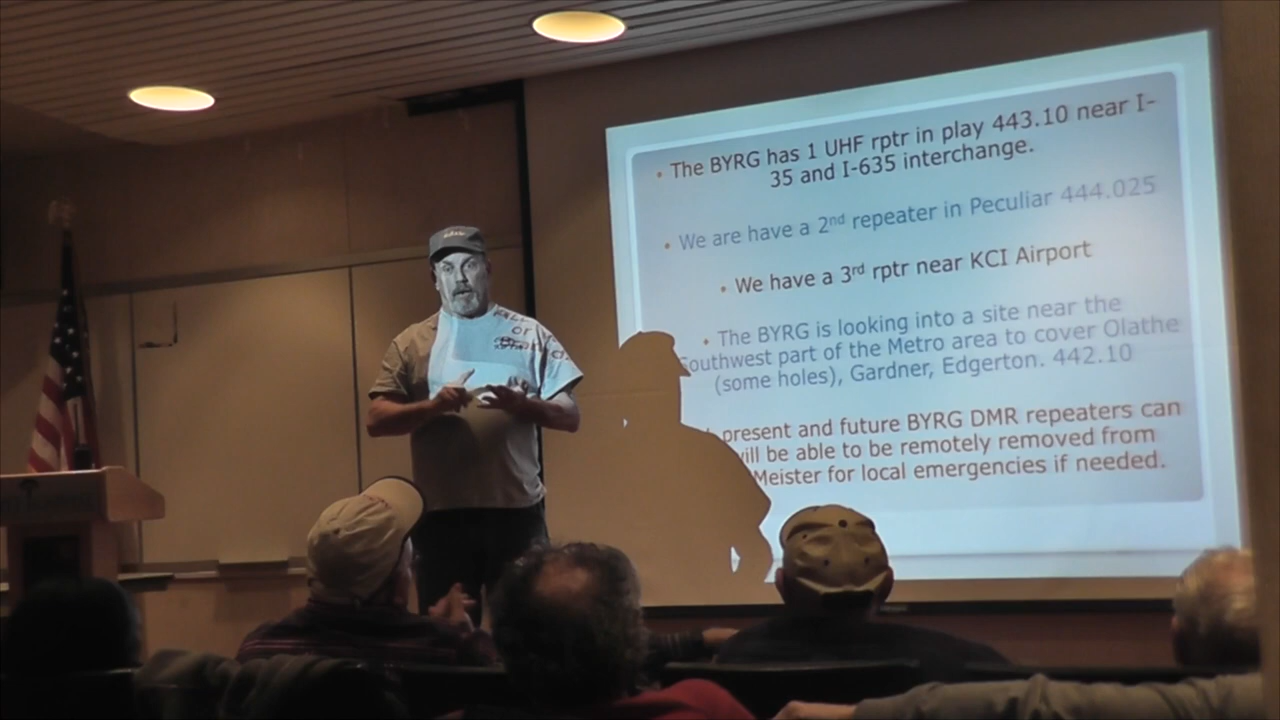 • The BYRG has 1 UHF rptr in play 443.10 near I-
35 and I-635 interchange.
• We are have a 2nd repeater in Peculiar 444.025
• We have a 3rd rptr near KCI Airport
• The BYRG is looking into a site near the
Southwest part of the Metro area to cover Olathe
(some holes), Gardner, Edgerton. 442.10
present and future BYRG DMR repeaters can
will be able to be remotely removed from
Meister for local emergencies if needed.
or